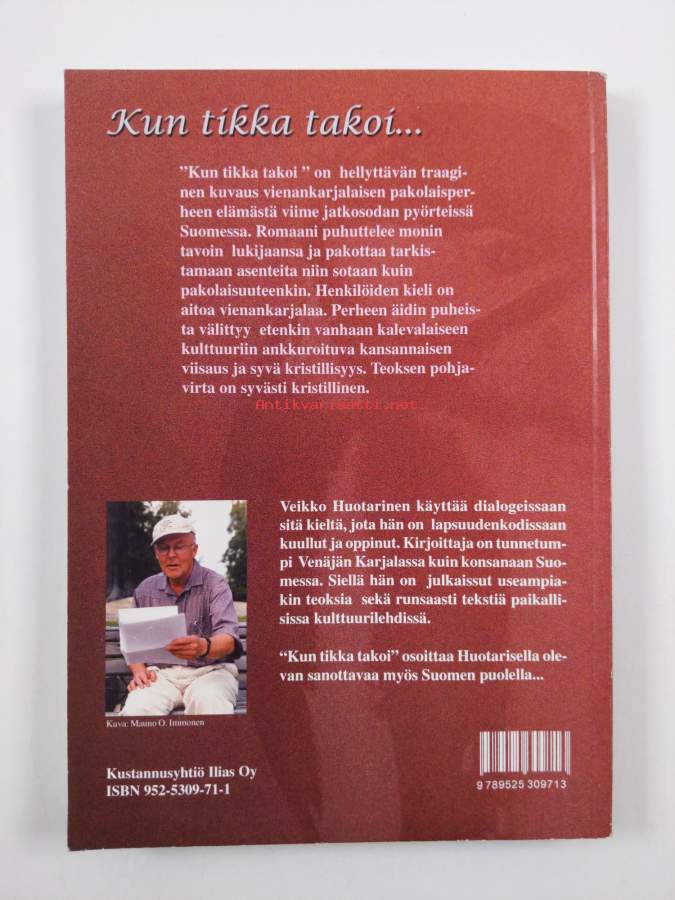 Kun tikka takoi...
”Kun tikka takoi ” on hellyttävän traagi-
nen kuvaus vienankarjalaisen pakolaisper-
heen elämästä viime jatkosodan pyörteissä
Suomessa. Romaani puhuttelee monin
tavoin lukijaansa ja pakottaa tarkis-
tamaan asenteita niin sotaan kuin
pakolaisuuteenkin. Henkilöiden kieli on
aitoa vienankarjalaa. Perheen äidin puheis-
ta välittyy etenkin vanhaan kalevalaiseen
kulttuuriin ankkuroituva kansannaisen
viisaus ja syvä kristillisyys. Teoksen pohja-
virta on syvästi kristillinen.
Antikvariaatti.net
Veikko Huotarinen käyttää dialogeissaan
sitä kieltä, jota hän on lapsuudenkodissaan
kuullut ja oppinut. Kirjoittaja on tunnetum-
pi Venäjän Karjalassa kuin konsanaan Suo-
messa. Siellä hän on julkaissut useampia-
kin teoksia sekä runsaasti tekstiä paikalli-
sissa kulttuurilehdissä.
“Kun tikka takoi” osoittaa Huotarisella ole-
van sanottavaa myös Suomen puolella...
Kuva: Mauno O. Immonen
Kustannusyhtiö Ilias Oy
ISBN 952-5309-71-1
9 789525 309713